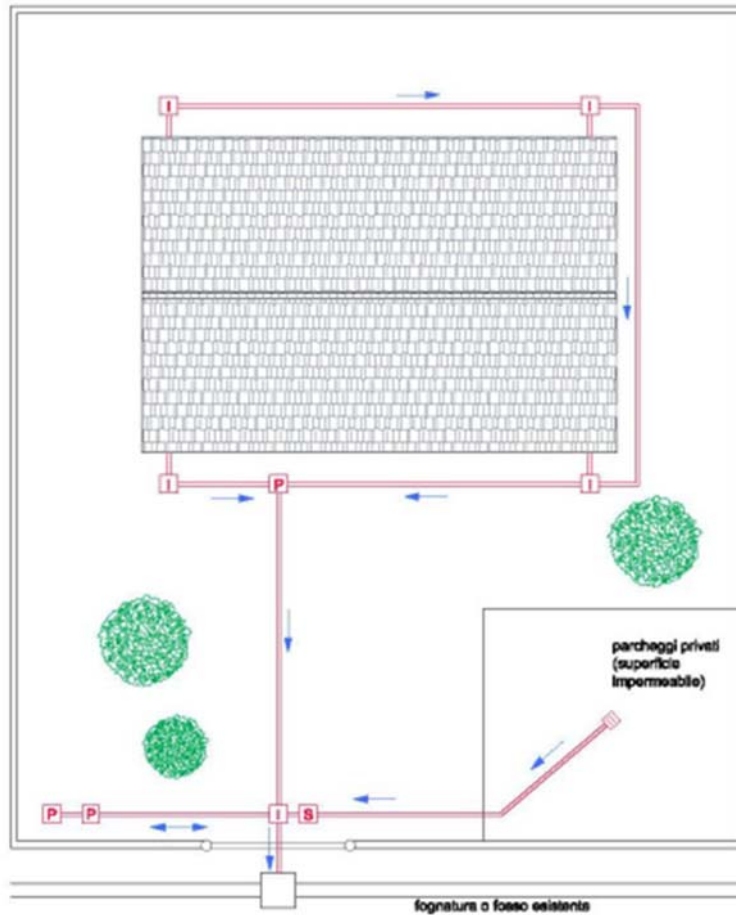 I I
I P I
parcheggi privati
(superficie
impermeabile)
P P I S
fognatura o fosso esistente